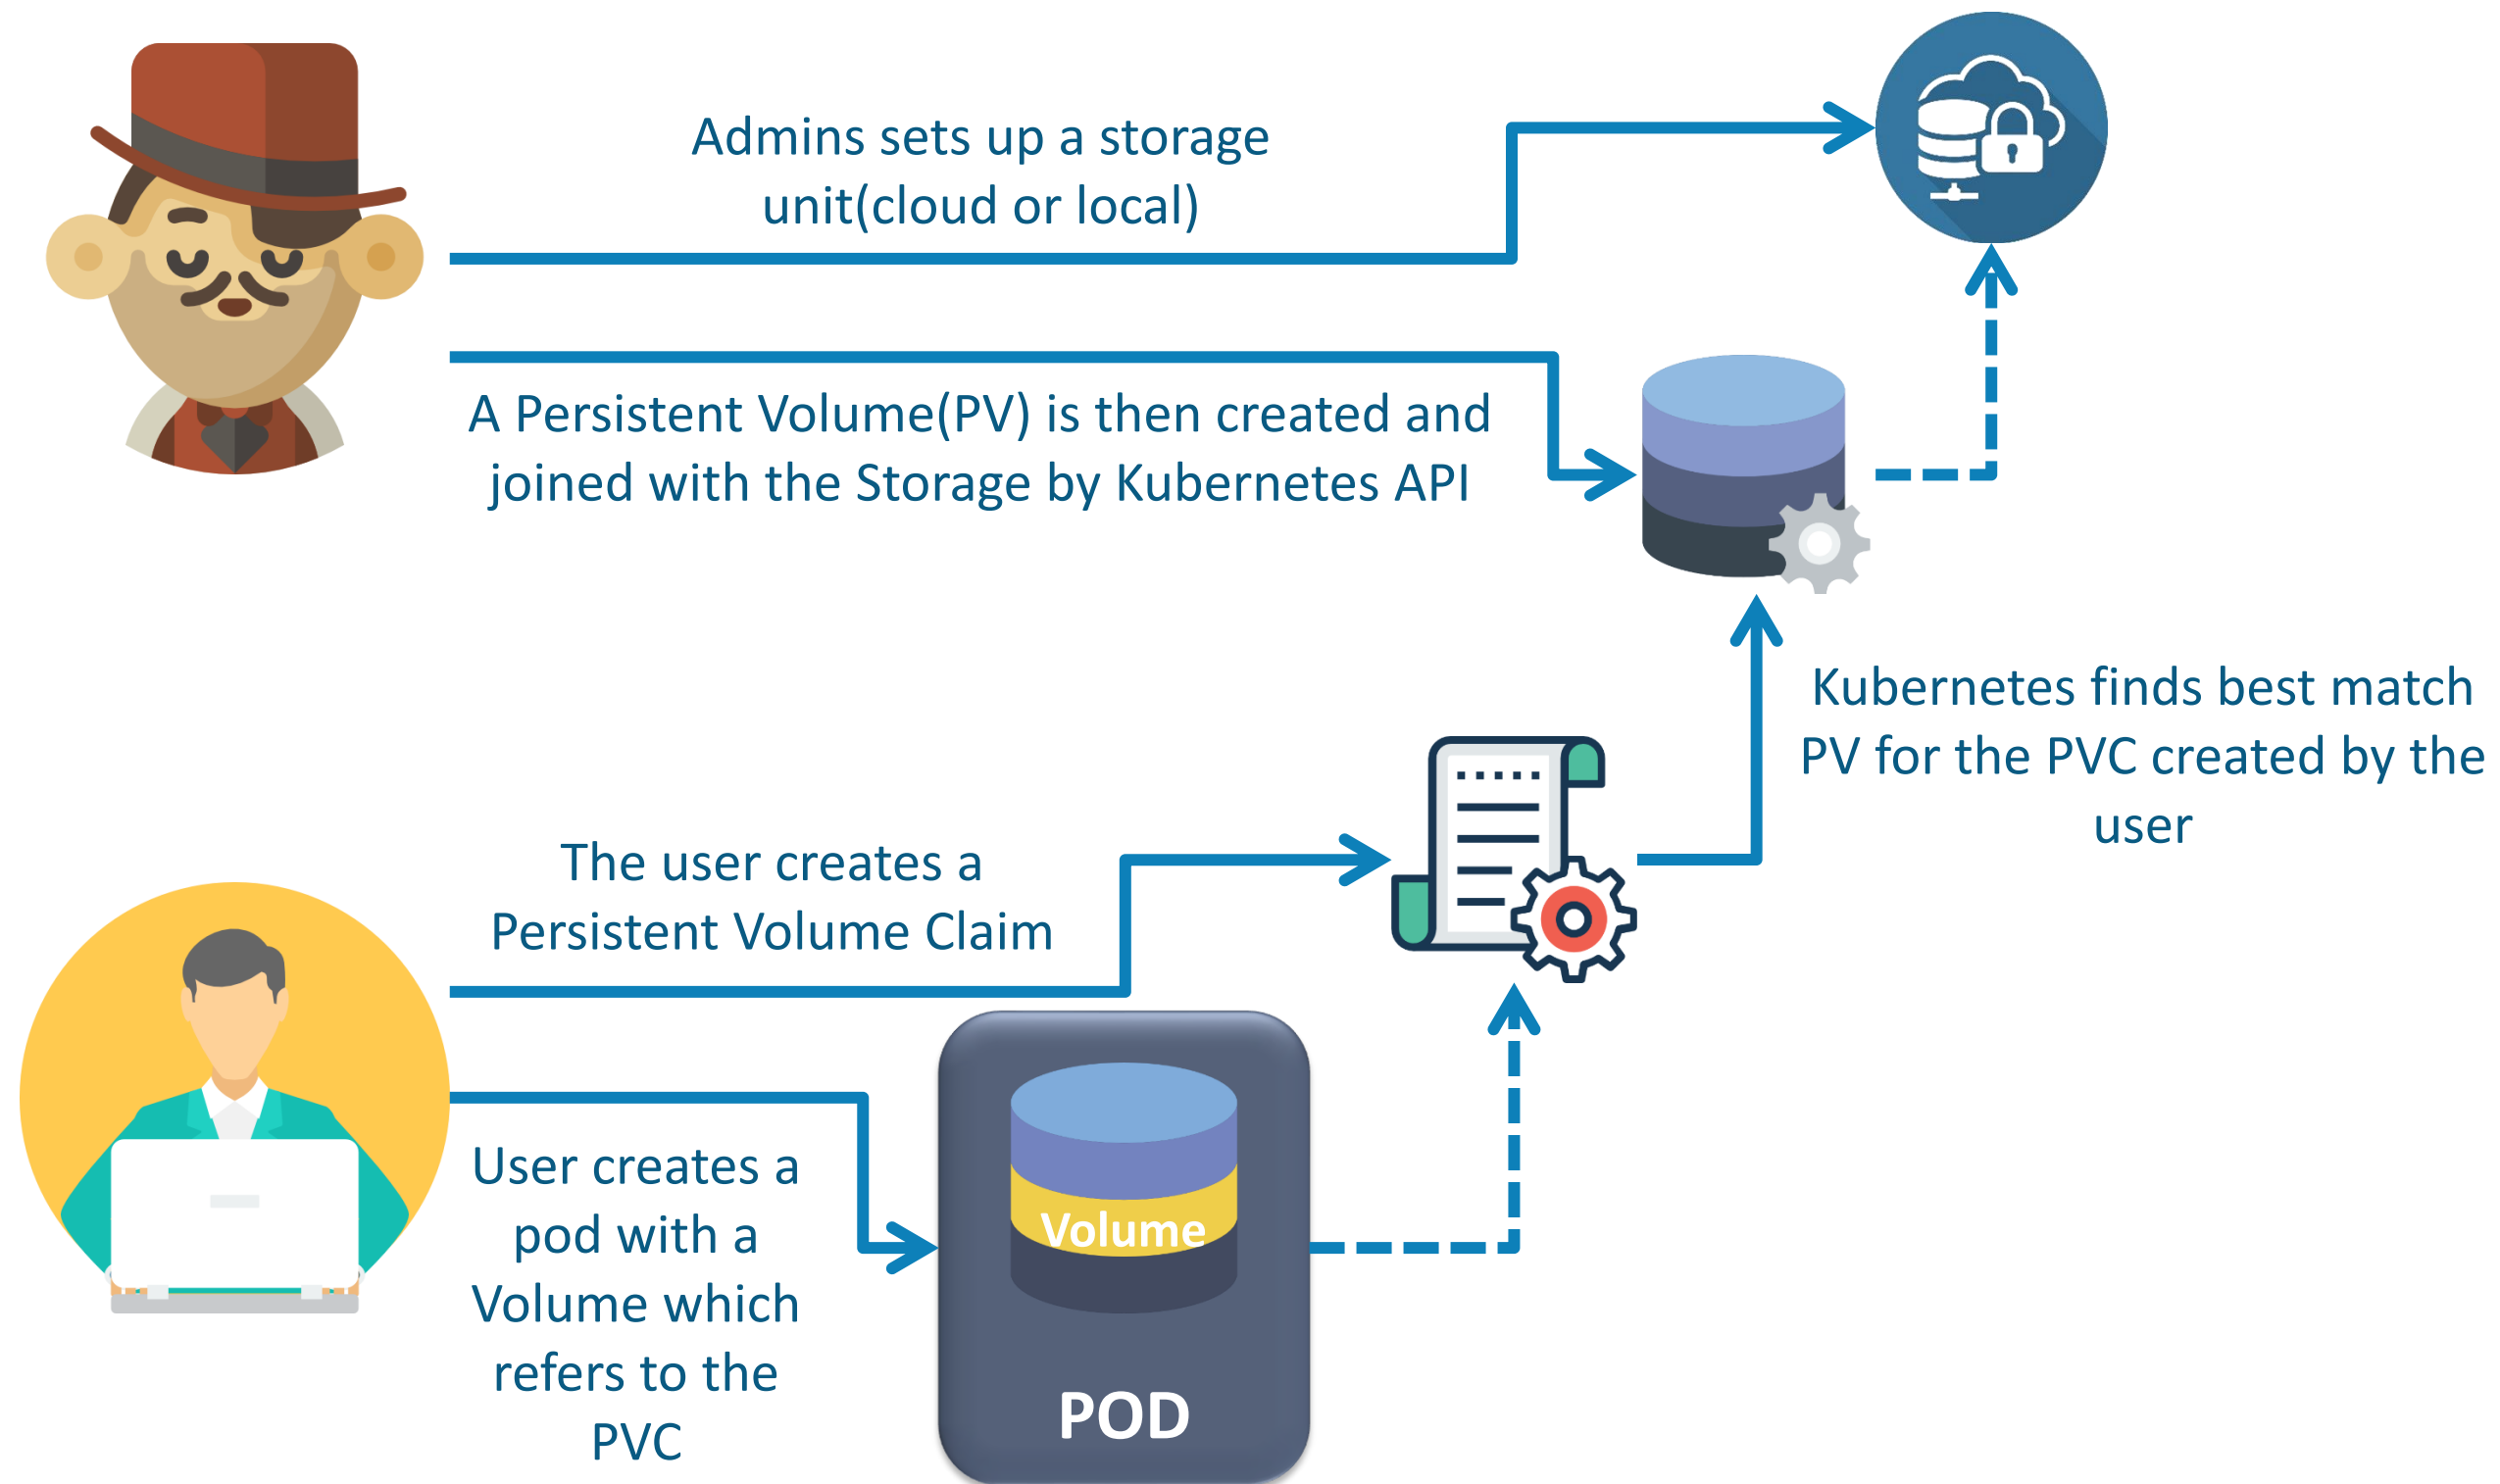 Admins sets up a storage
unit(cloud or local)
A Persistent Volume(PV) is then created and
joined with the Storage by Kubernetes API
Kubernetes finds best match
PV for the PVC created by the
user
The user creates a
Persistent Volume Claim
User creates a
pod with a
Volume which
refers to the
PVC
Volume
POD